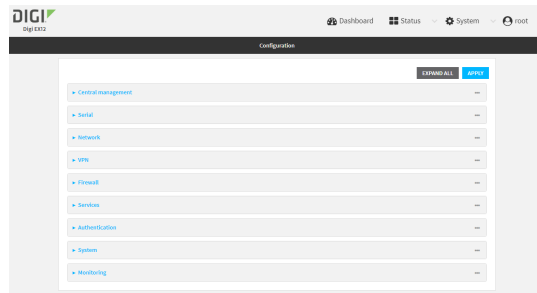 DIGI
Digi EX12
Dashboard Status System root
Configuration
EXPAND ALL APPLY
Central management
Serial
Network
VPN
Firewall
Services
Authentication
System
Monitoring